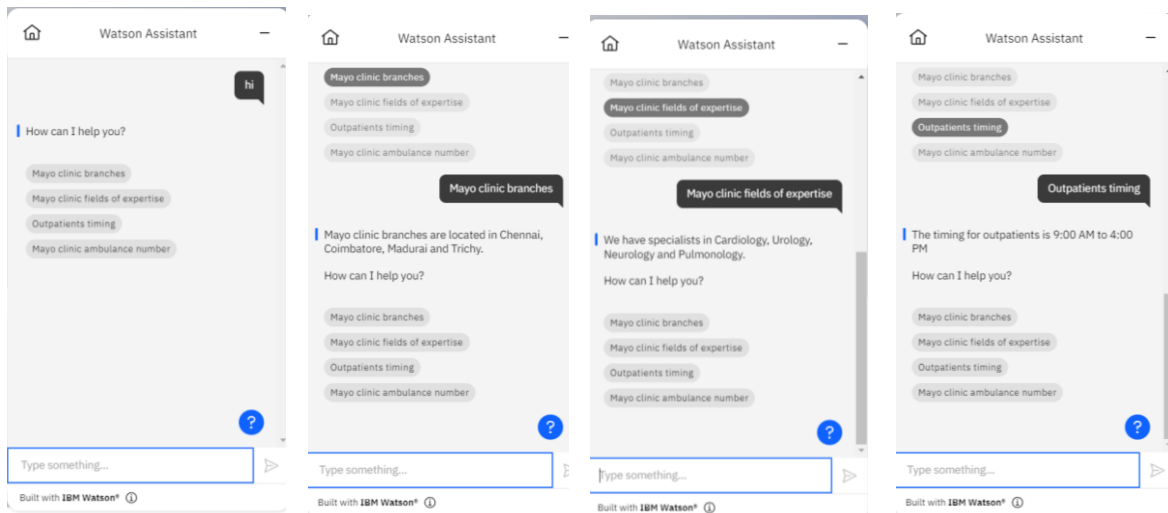 Watson Assistant
hi
How can I help you?
Mayo clinic branches
Mayo clinic fields of expertise
Outpatients timing
Mayo clinic ambulance number
?
Type something...
Built with IBM Watson®
Watson Assistant
Mayo clinic branches
Mayo clinic fields of expertise
Outpatients timing
Mayo clinic ambulance number
Mayo clinic branches
Mayo clinic branches are located in Chennai,
Coimbatore, Madurai and Trichy.
How can I help you?
Mayo clinic branches
Mayo clinic fields of expertise
Outpatients timing
Mayo clinic ambulance number
?
Type something...
Built with IBM Watson®
Watson Assistant
Mayo clinic branches
Mayo clinic fields of expertise
Outpatients timing
Mayo clinic ambulance number
Mayo clinic fields of expertise
We have specialists in Cardiology, Urology,
Neurology and Pulmonology.
How can I help you?
Mayo clinic branches
Mayo clinic fields of expertise
Outpatients timing
Mayo clinic ambulance number
?
Type something...
Built with IBM Watson®
Watson Assistant
Mayo clinic branches
Mayo clinic fields of expertise
Outpatients timing
Mayo clinic ambulance number
Outpatients timing
The timing for outpatients is 9:00 AM to 4:00
PM
How can I help you?
Mayo clinic branches
Mayo clinic fields of expertise
Outpatients timing
Mayo clinic ambulance number
?
Type something...
Built with IBM Watson®